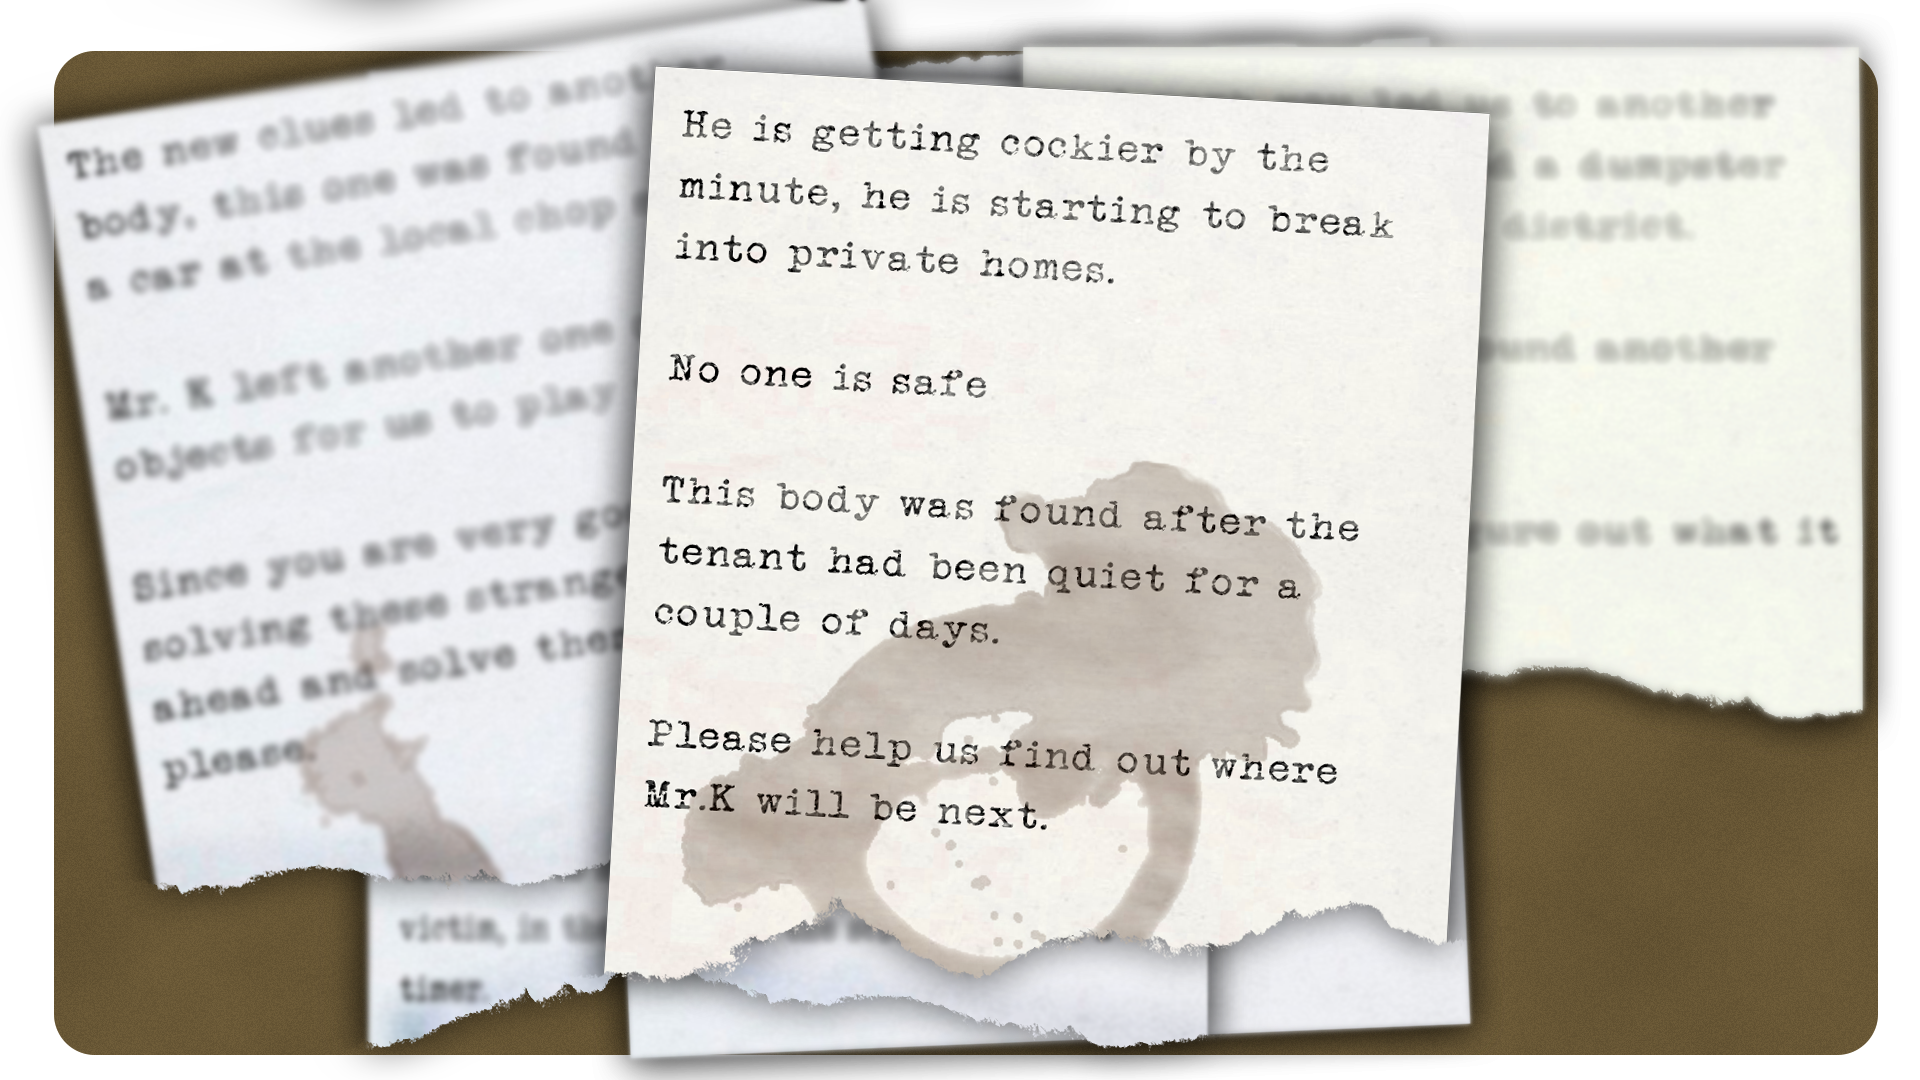 The new clues led to another
body, this one was found
a car at the local chop
Mr. K left another one
objects for us to play
Since you are very
solving these
ahead and solve
please.
He is getting cockier by the
minute, he is starting to break
into private homes.
No one is safe
This body was found after the
tenant had been quiet for a
couple of days.
Please help us find out where
Mr.K will be next.
led us to another
a dumpster
district.
another
out what it
victim, in
timer.